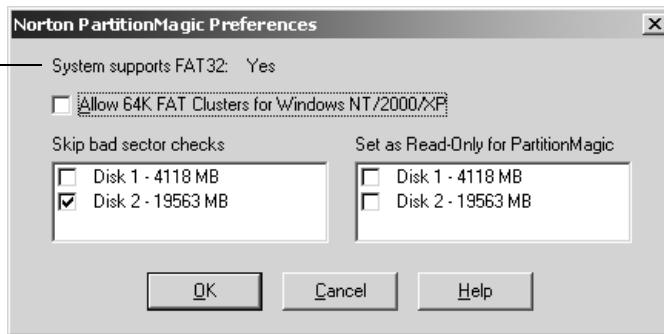 Norton PartitionMagic Preferences
System supports FAT32: Yes
Allow 64K FAT Clusters for Windows NT/2000/XP
Skip bad sector checks
Disk 1 - 4118 MB
Disk 2 - 19563 MB
Set as Read-Only for PartitionMagic
Disk 1 - 4118 MB
Disk 2 - 19563 MB
OK Cancel Help